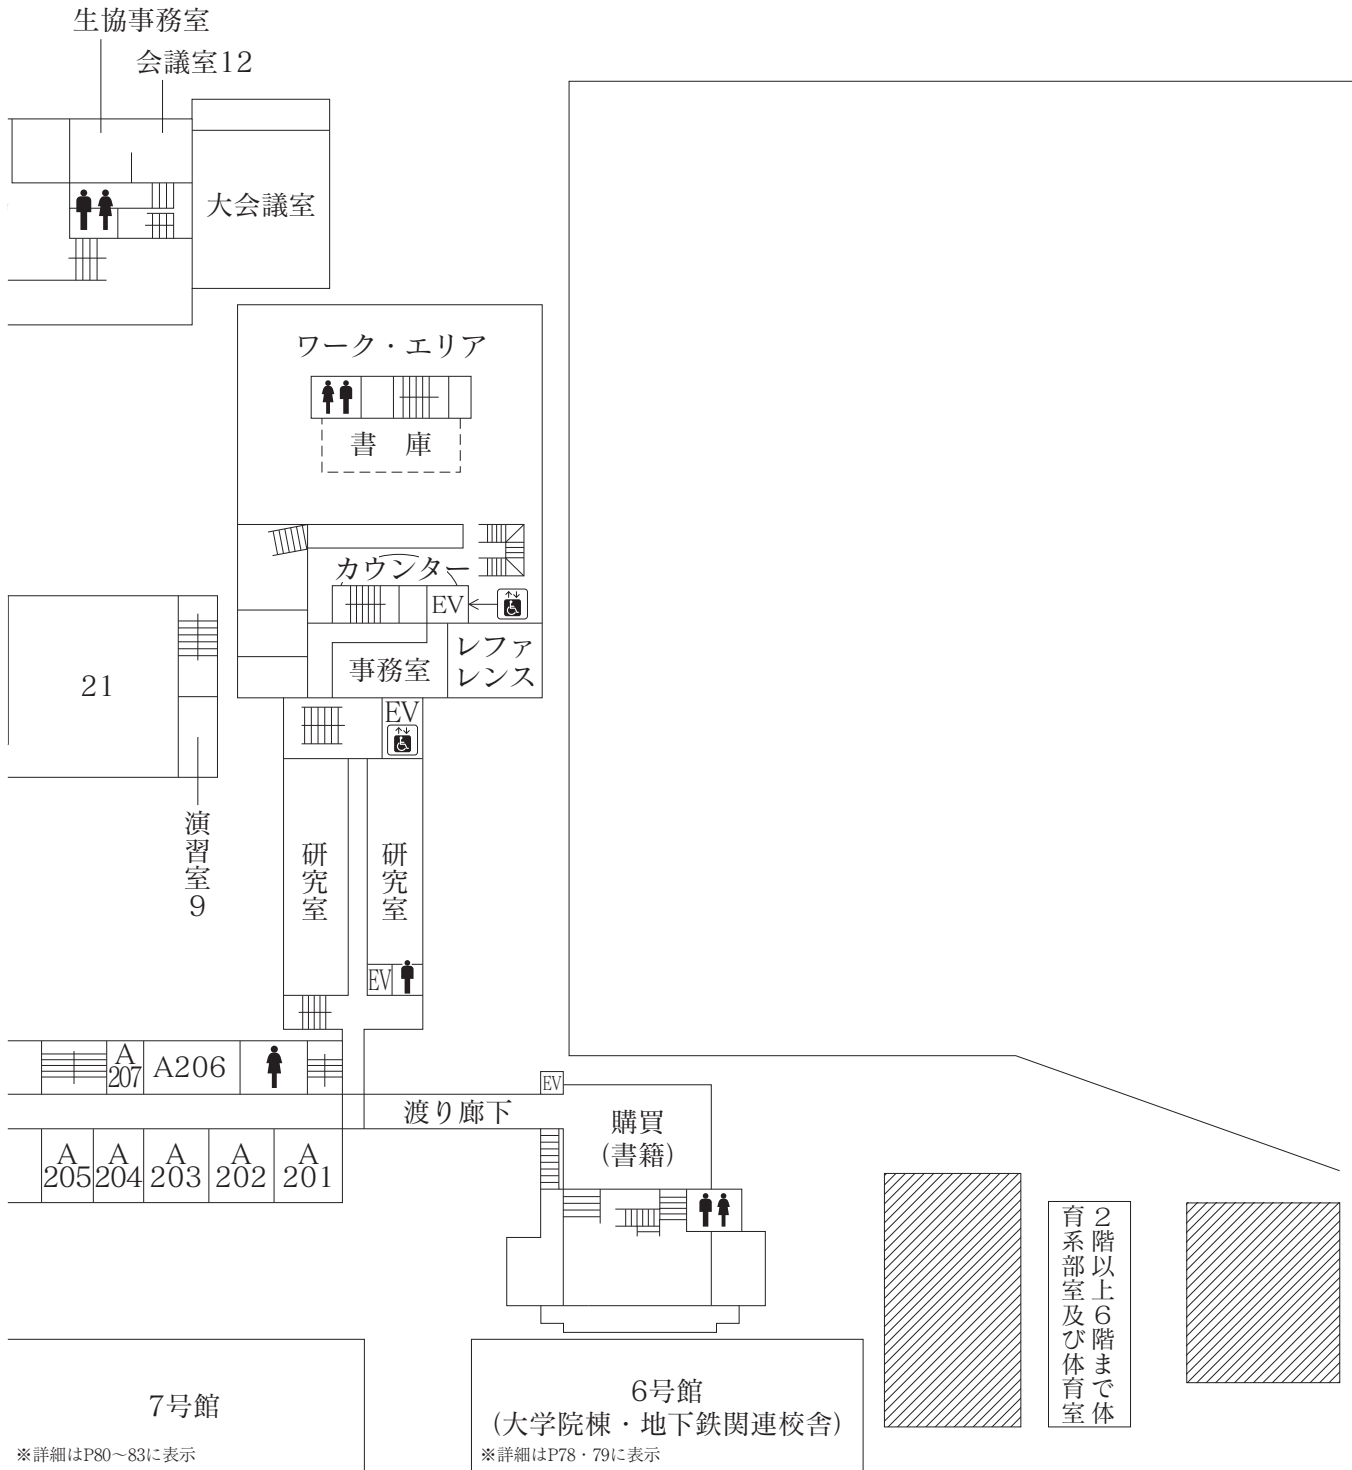 生協事務室
会議室12
大会議室
ワーク・エリア
書 庫
カウンター
EV
レファ
レンス
事務室
21
EV
演習室9
研究室
研究室
EV
A
207
A206
渡り廊下
EV
購買
(書籍)
A
205
A
204
A
203
A
202
A
201
2階以上6階まで体
育系部室及び体育室
7号館
※詳細はP80〜83に表示
6号館
(大学院棟・地下鉄関連校舎)
※詳細はP78・79に表示